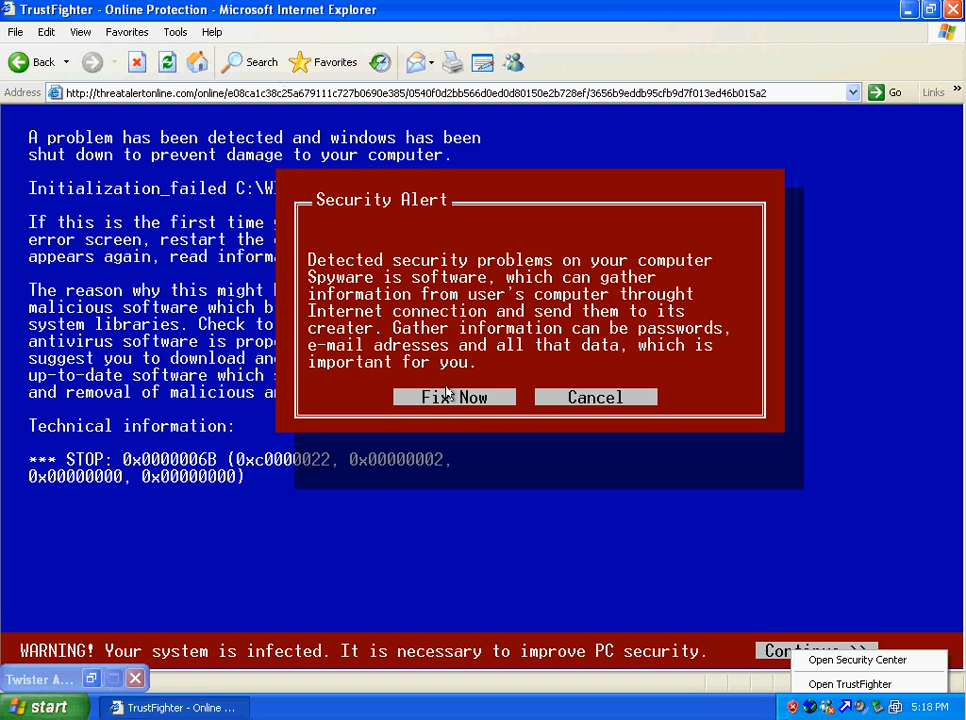 TrustFighter - Online Protection - Microsoft Internet Explorer
File Edit View Favorites Tools Help
Back Search Favorites
Address http://threatalertonline.com/online/e08ca1c38c25a679111c727b0690e385/0540f0d2bb566d0ed0d80150e2b728ef/3656b9eddb95cfb9d7f013ed46b015a2 Go Links »
A problem has been detected and windows has been
shut down to prevent damage to your computer.
Initialization_failed C:\W
If this is the first time
error screen, restart the
appears again, read inform
The reason why this might
malicious software which b
system libraries. Check to
antivirus software is prop
suggest you to download an
up-to-date software which
and removal of malicious a
Technical information:
*** STOP: 0x0000006B (0xc0000022, 0x00000002,
0x00000000, 0x00000000)
Security Alert
Detected security problems on your computer
Spyware is software, which can gather
information from user's computer throught
Internet connection and send them to its
creator. Gather information can be passwords,
e-mail adresses and all that data, which is
important for you.
Fix Now Cancel
WARNING! Your system is infected. It is necessary to improve PC security. Continue >>
Open Security Center
Open TrustFighter
Twister A...
start TrustFighter - Online ... 5:18 PM